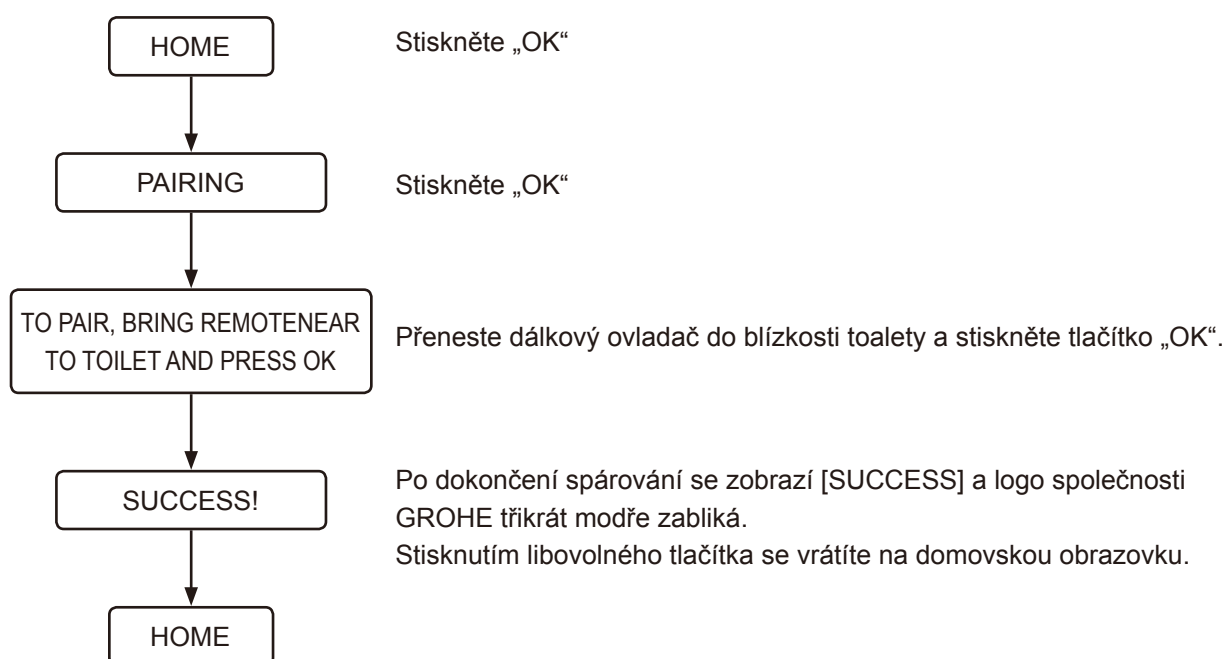 HOME
Stiskněte „OK“
PAIRING
Stiskněte „OK“
TO PAIR, BRING REMOTENEAR
TO TOILET AND PRESS OK
Přeneste dálkový ovladač do blízkosti toalety a stiskněte tlačítko „OK“.
SUCCESS!
Po dokončení spárování se zobrazí [SUCCESS] a logo společnosti
GROHE třikrát modře zabliká.
Stisknutím libovolného tlačítka se vrátíte na domovskou obrazovku.
HOME